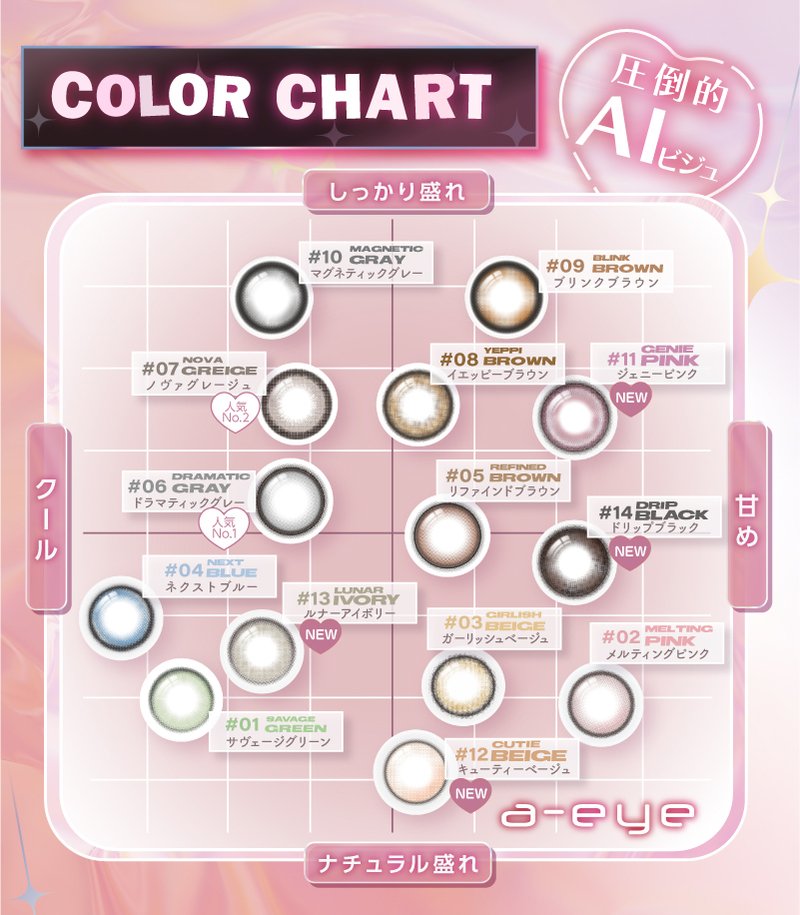 COLOR CHART
圧倒的
AIビジュ
しっかり盛れ
#10 MAGNETIC GRAY
マグネティックグレー
#09 BLINK BROWN
ブリンクブラウン
#07 NOVA GREIGE
ノヴァグレージュ
人気
No.2
#08 YEPPI BROWN
イエッピーブラウン
#11 GENIE PINK
ジェニーピンク
NEW
#06 DRAMATIC GRAY
ドラマティックグレー
人気
No.1
#05 REFINED BROWN
リファインドブラウン
#14 DRIP BLACK
ドリップブラック
NEW
クール
甘め
#04 NEXT BLUE
ネクストブルー
#13 LUNAR IVORY
ルナーアイボリー
NEW
#03 GIRLISH BEIGE
ガーリッシュベージュ
#02 MELTING PINK
メルティングピンク
#01 SAVAGE GREEN
サヴェージグリーン
#12 CUTIE BEIGE
キューティーベージュ
NEW
a-eye
ナチュラル盛れ